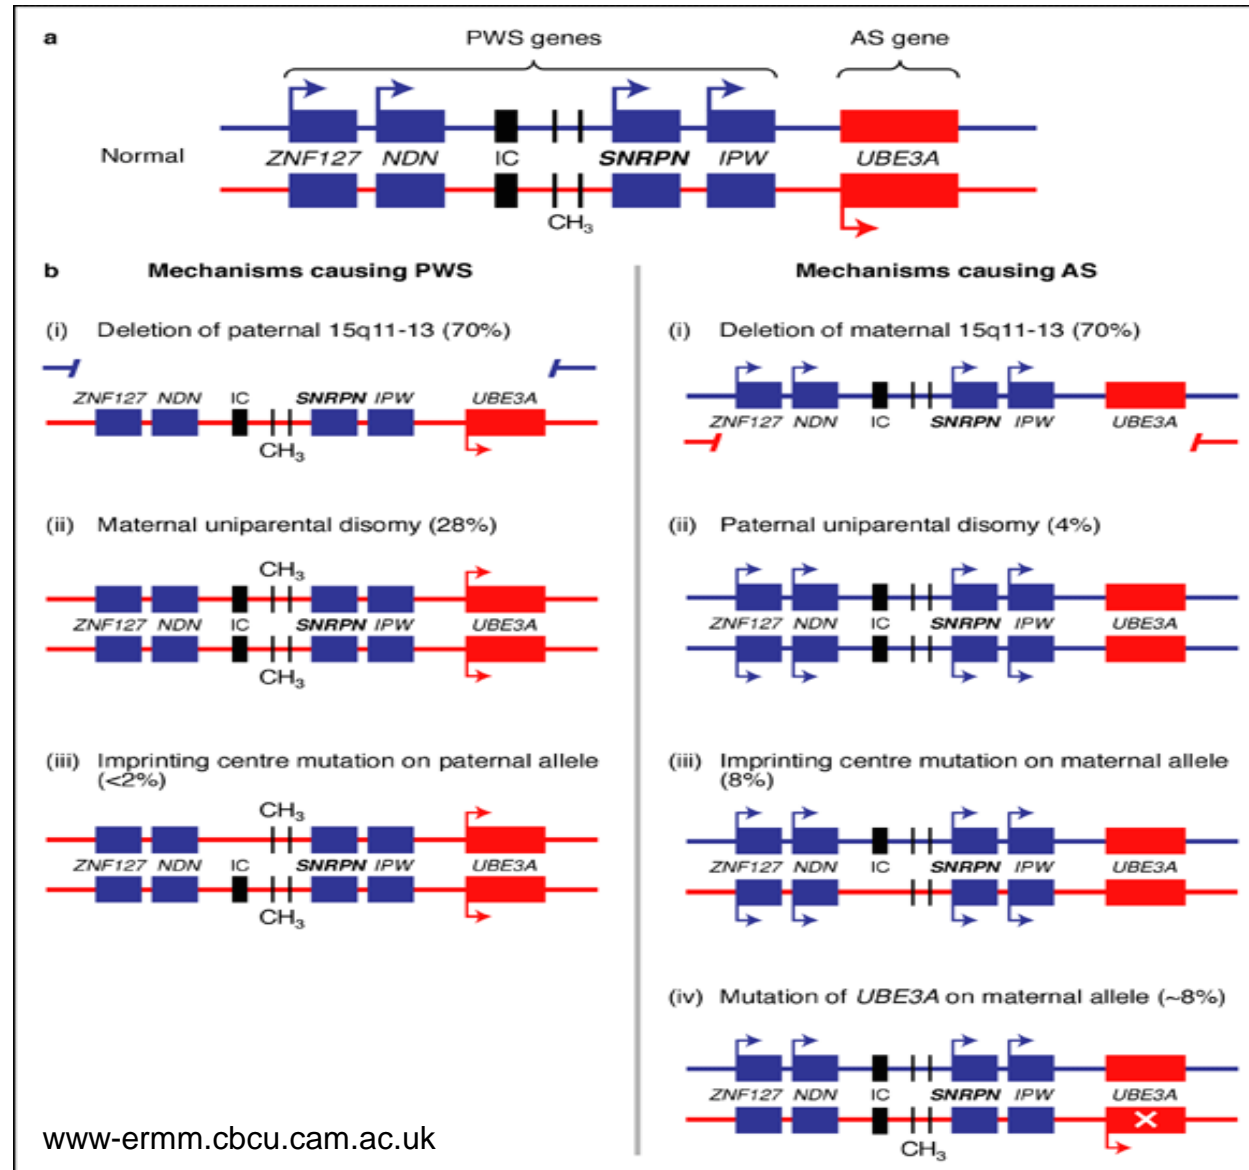 a
PWS genes
AS gene
Normal
ZNF127 NDN IC SNRPN IPW UBE3A
CH3
b Mechanisms causing PWS
(i) Deletion of paternal 15q11-13 (70%)
ZNF127 NDN IC SNRPN IPW UBE3A
CH3
(ii) Maternal uniparental disomy (28%)
CH3
ZNF127 NDN IC SNRPN IPW UBE3A
CH3
(iii) Imprinting centre mutation on paternal allele
(<2%)
CH3
ZNF127 NDN IC SNRPN IPW UBE3A
CH3
Mechanisms causing AS
(i) Deletion of maternal 15q11-13 (70%)
ZNF127 NDN IC SNRPN IPW UBE3A
(ii) Paternal uniparental disomy (4%)
ZNF127 NDN IC SNRPN IPW UBE3A
(iii) Imprinting centre mutation on maternal allele
(8%)
ZNF127 NDN IC SNRPN IPW UBE3A
(iv) Mutation of UBE3A on maternal allele (~8%)
ZNF127 NDN IC SNRPN IPW UBE3A
CH3
www-ermm.cbcu.cam.ac.uk